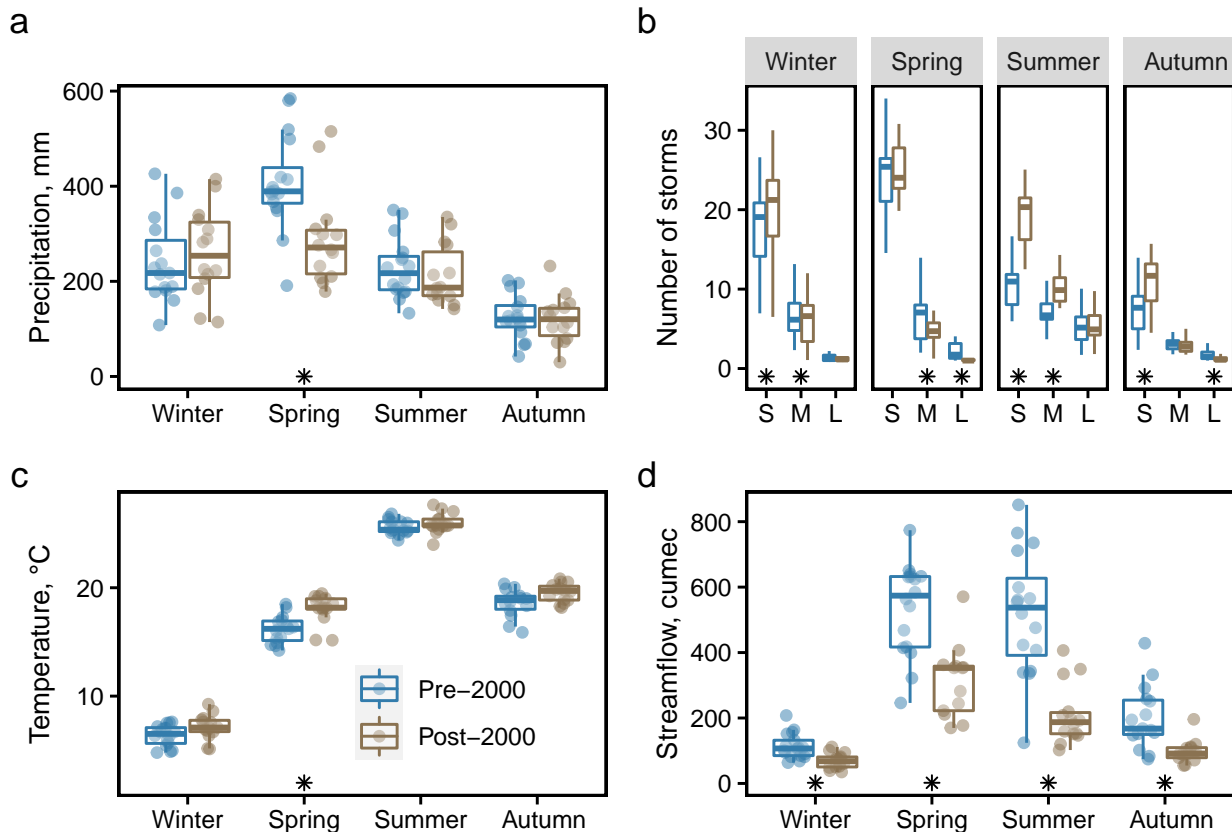 a
Precipitation, mm
600
400
200
0
*
Winter Spring Summer Autumn
b
Winter Spring Summer Autumn
Number of storms
30
20
10
0
* * * * * * * *
S M L S M L S M L S M L
c
Temperature, °C
20
10
Pre−2000
Post−2000
*
Winter Spring Summer Autumn
d
Streamflow, cumec
800
600
400
200
0
* * * *
Winter Spring Summer Autumn